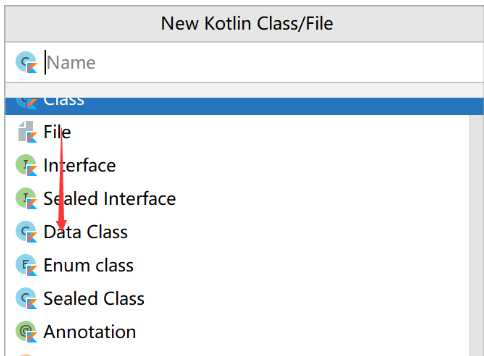 New Kotlin Class/File
Name
Class
File
Interface
Sealed Interface
Data Class
Enum class
Sealed Class
Annotation